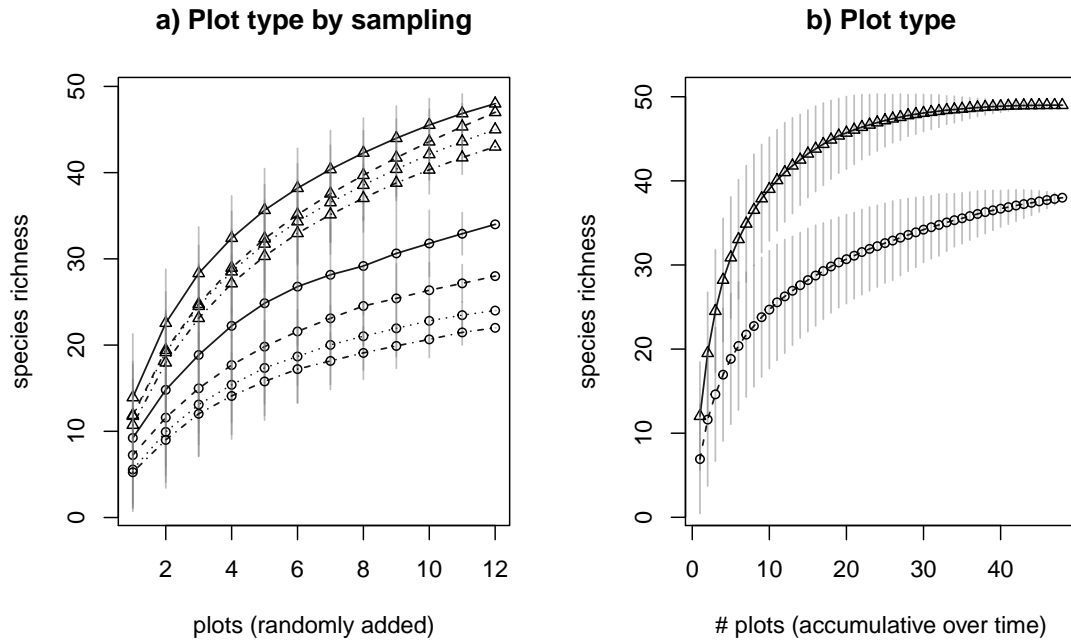 a) Plot type by sampling
species richness
0
10
20
30
40
50
2 4 6 8 10 12
plots (randomly added)
b) Plot type
species richness
0
10
20
30
40
50
0 10 20 30 40
# plots (accumulative over time)